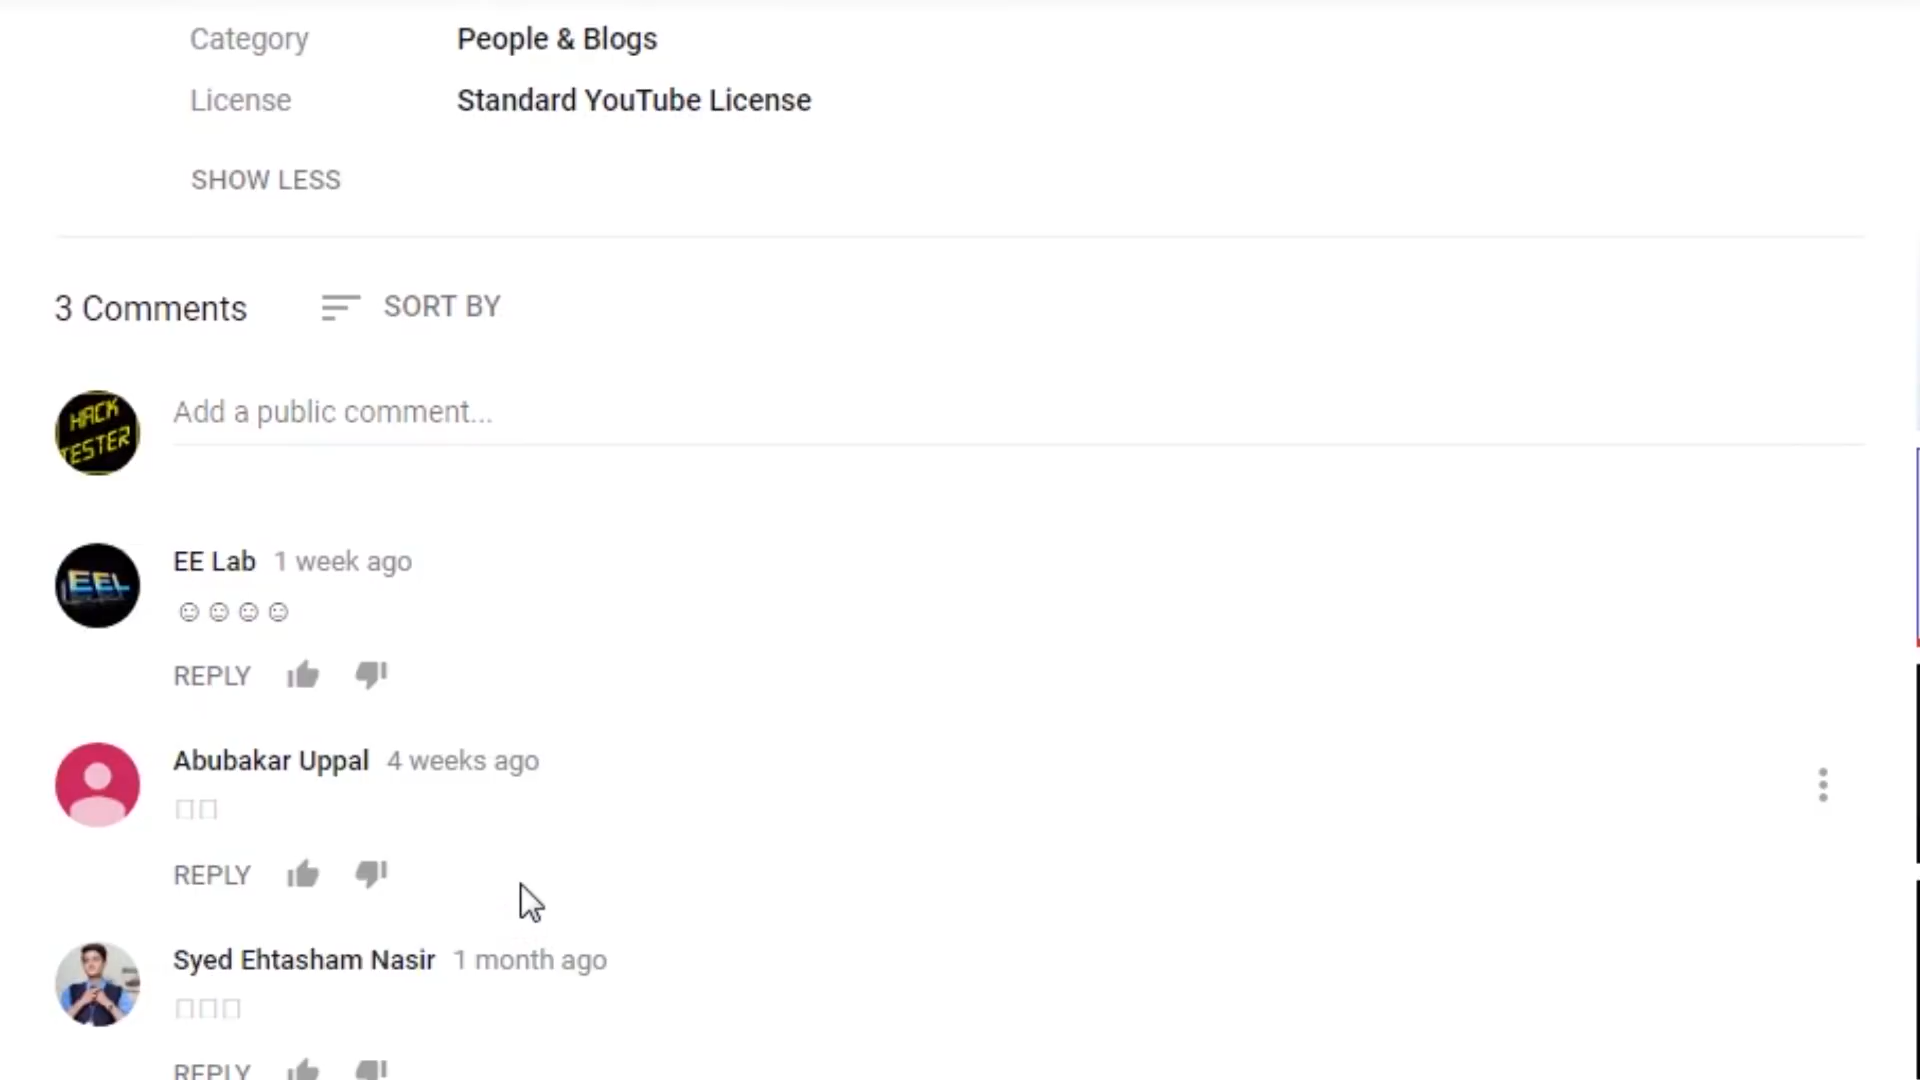 Category People & Blogs
License Standard YouTube License
SHOW LESS
3 Comments SORT BY
Add a public comment...
HACK
TESTER
EE Lab 1 week ago
☺☺☺☺
EEL
REPLY
Abubakar Uppal 4 weeks ago
REPLY
Syed Ehtasham Nasir 1 month ago
REPLY